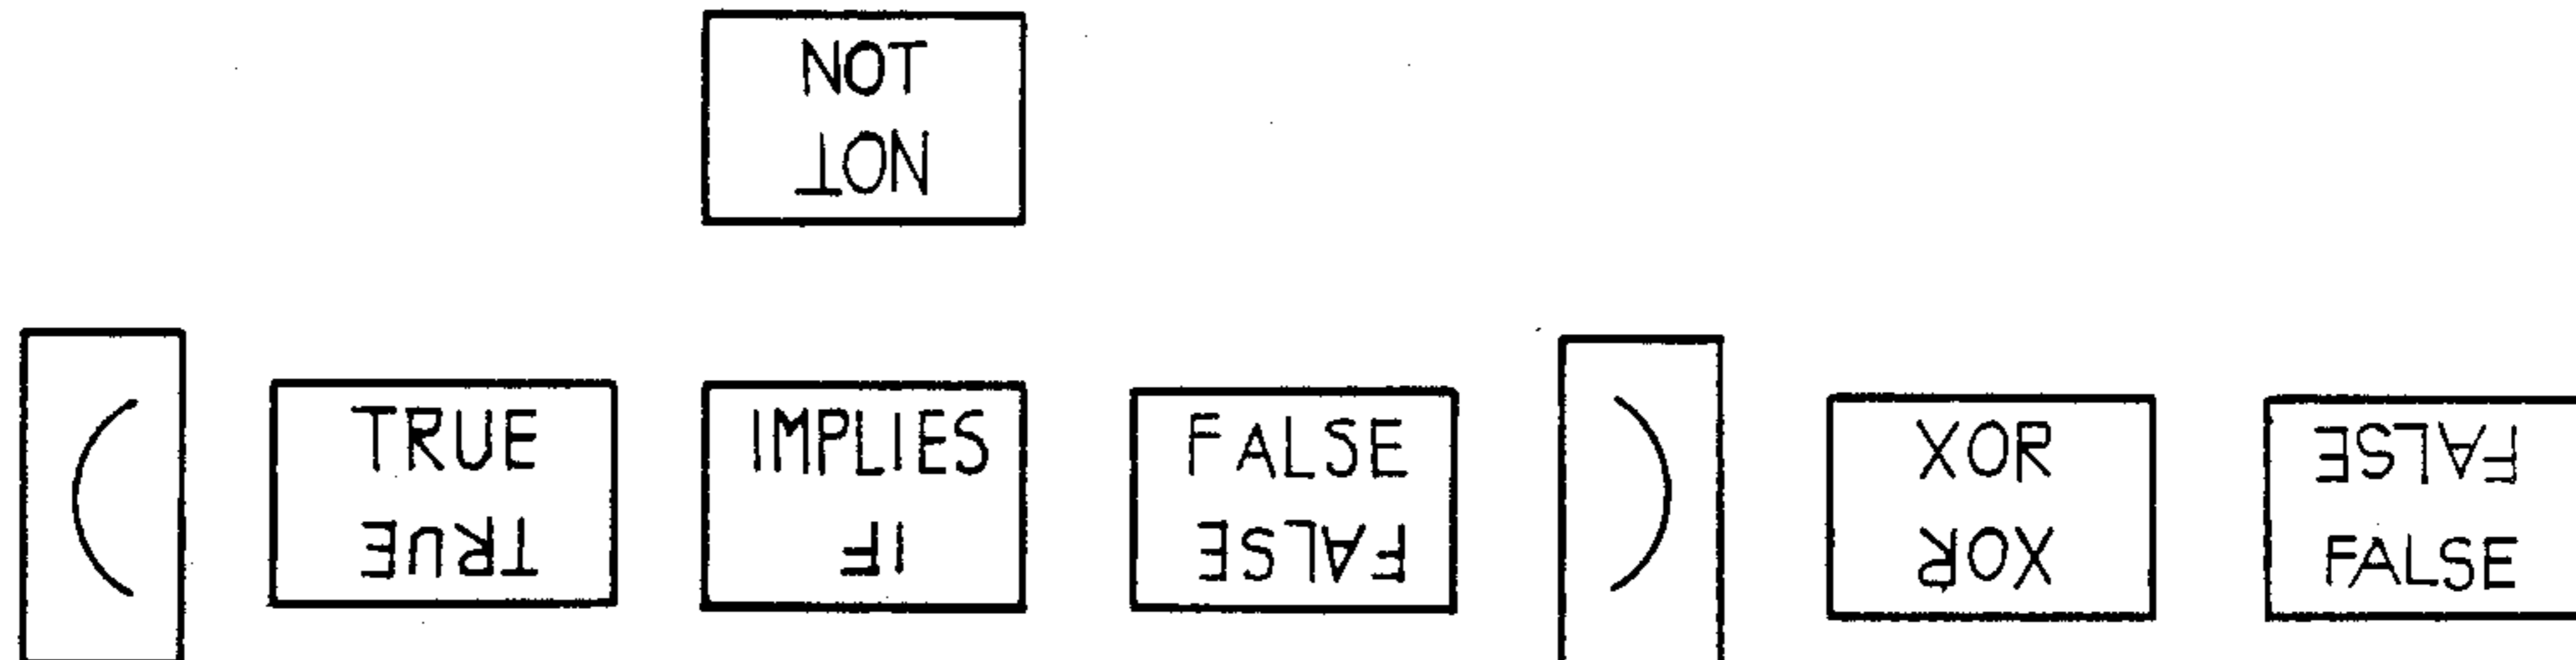 NOT
NOT
( TRUE IMPLIES FALSE ) XOR FALSE
TRUE IF FALSE XOR FALSE